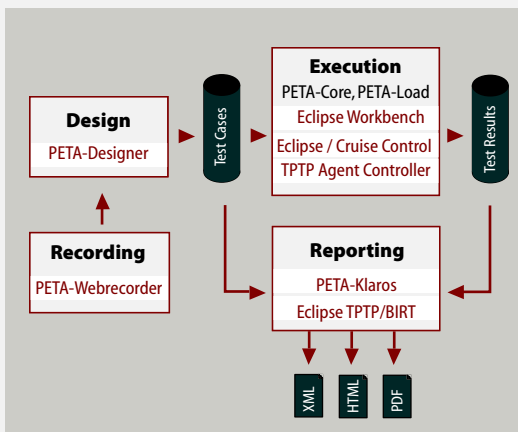 Design
PETA-Designer
Recording
PETA-Webrecorder
Test Cases
Execution
PETA-Core, PETA-Load
Eclipse Workbench
Eclipse / Cruise Control
TPTP Agent Controller
Test Results
Reporting
PETA-Klaros
Eclipse TPTP/BIRT
XML
HTML
PDF